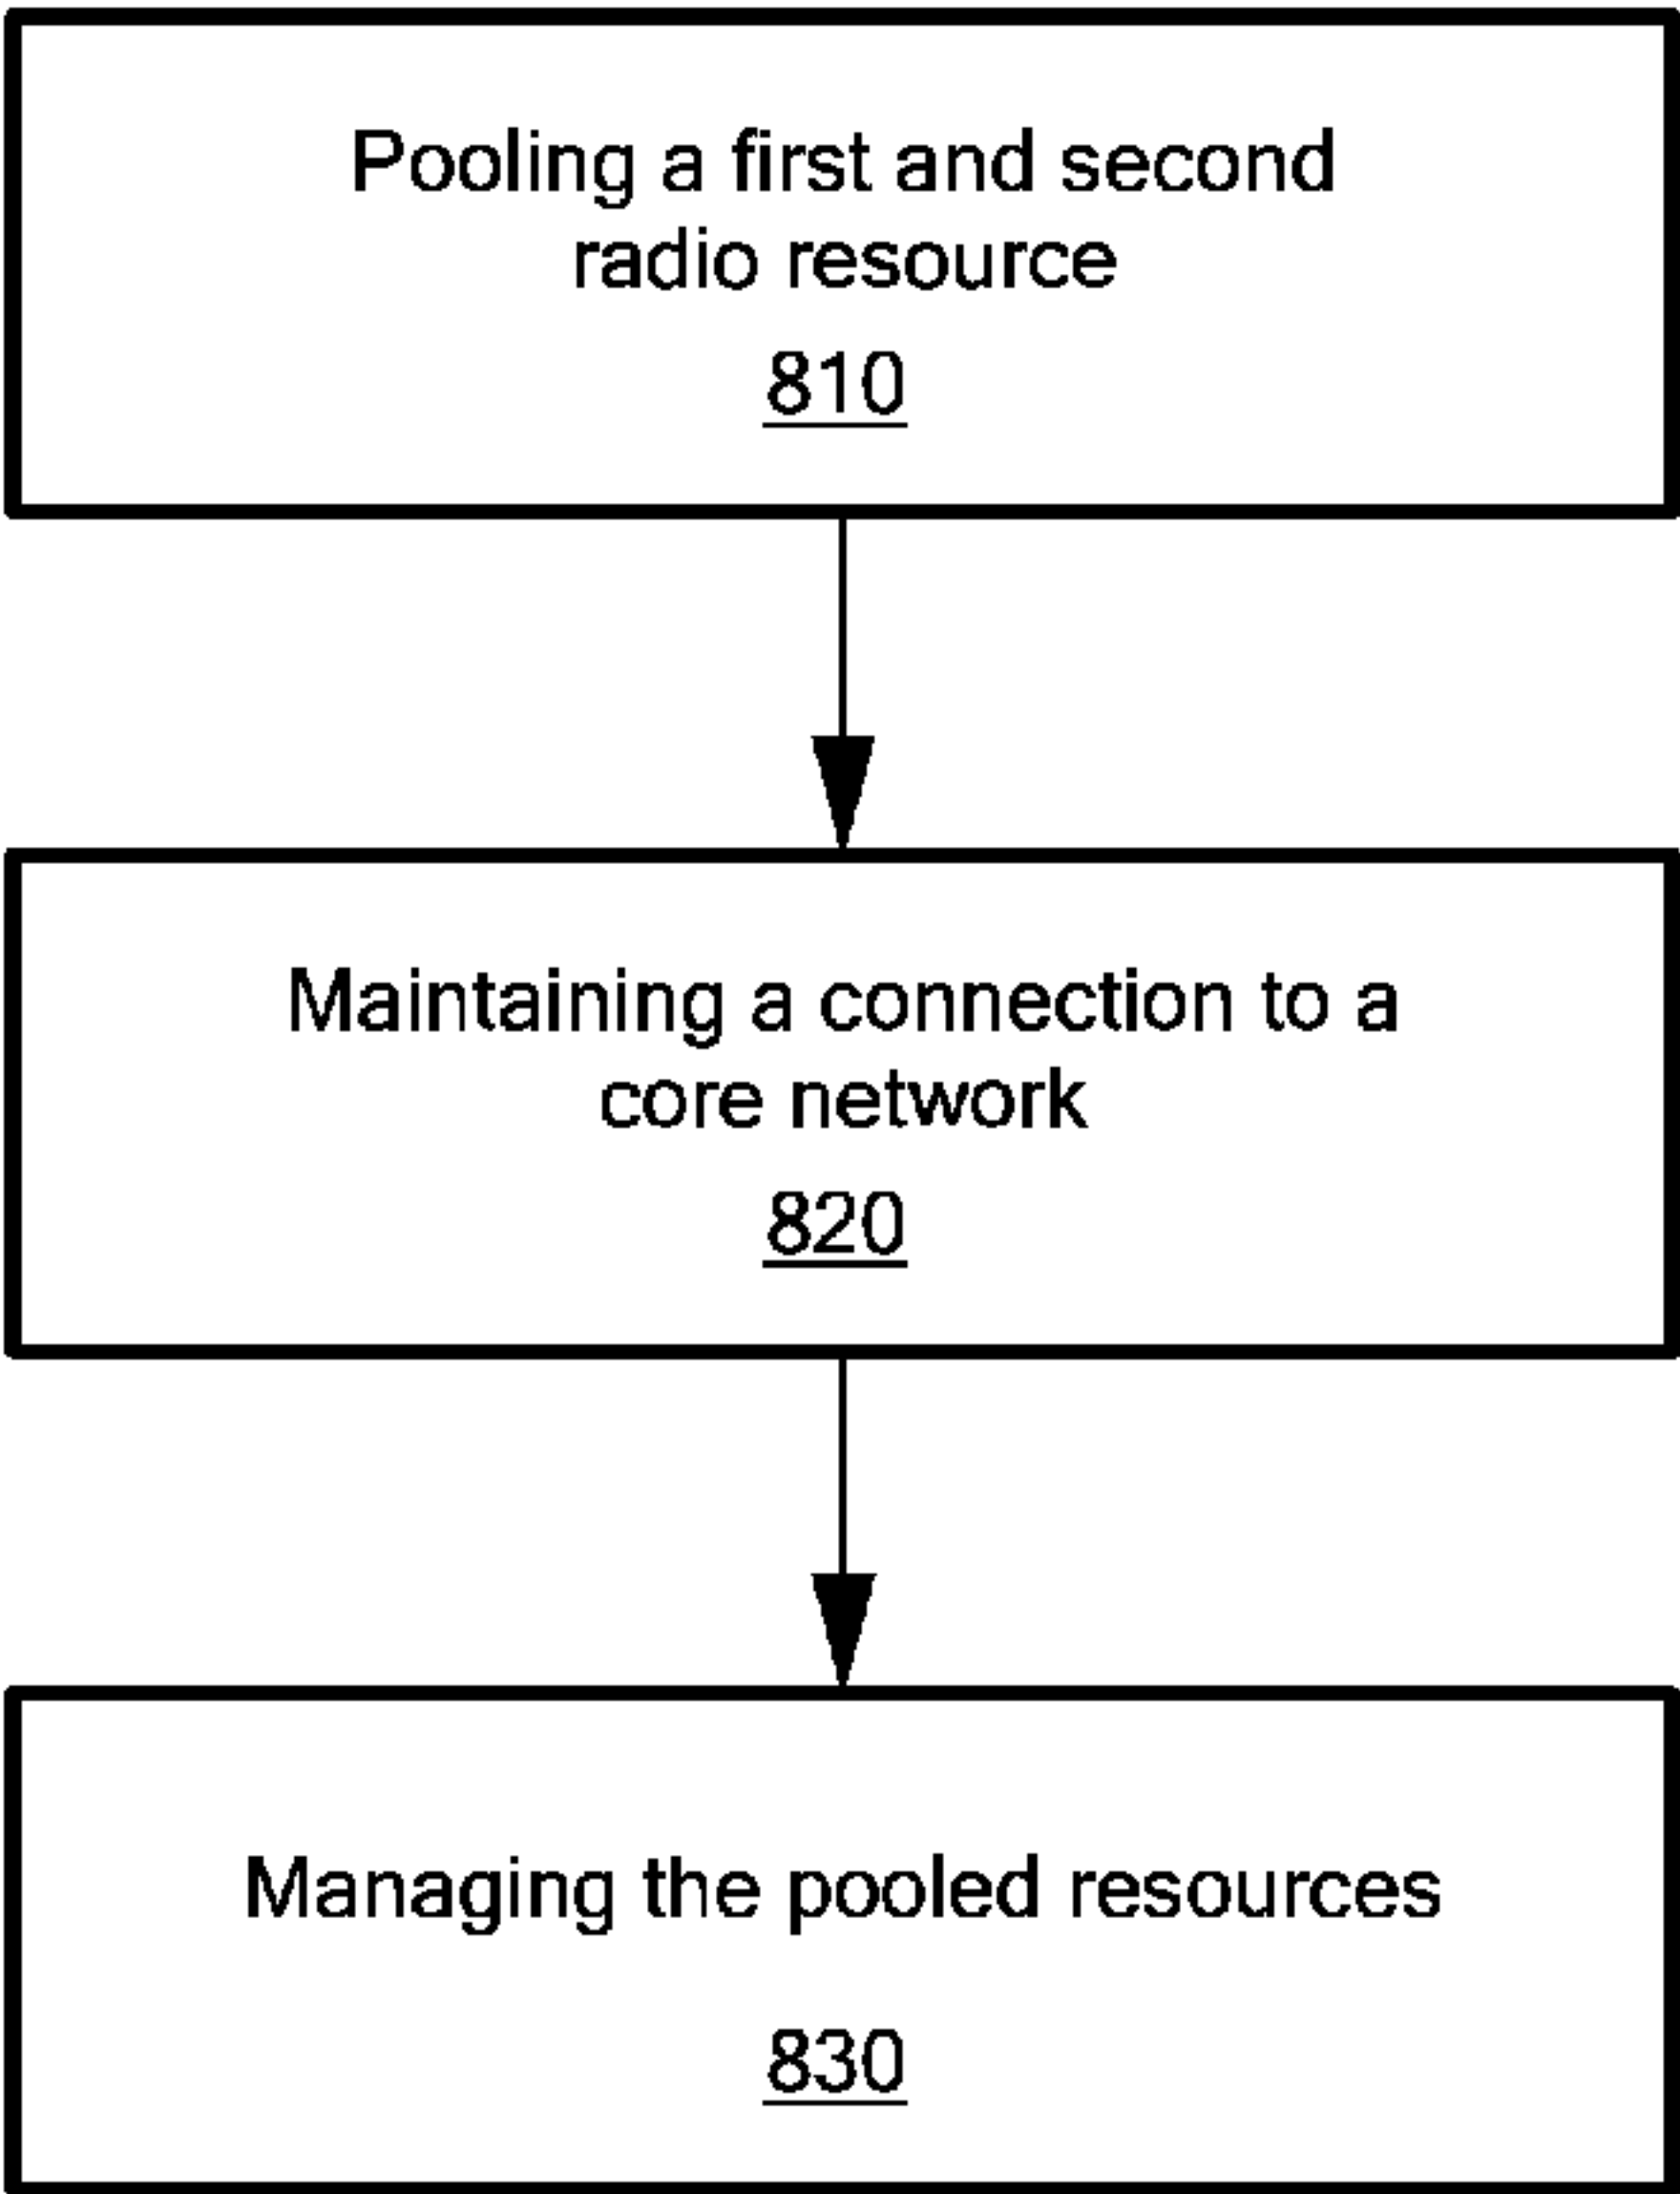 Pooling a first and second
radio resource
810
Maintaining a connection to a
core network
820
Managing the pooled resources
830